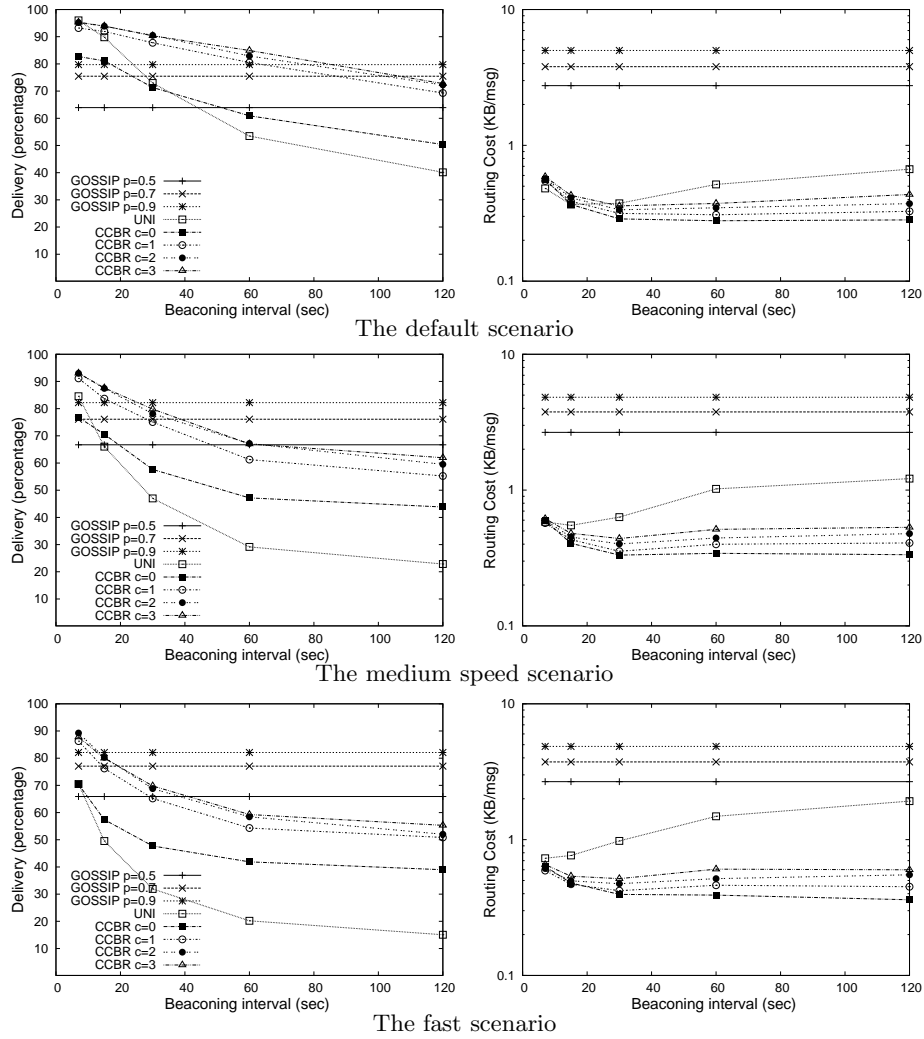 100
90
80
70
60
50
40
30
20
10
Delivery (percentage)
GOSSIP p=0.5
GOSSIP p=0.7
GOSSIP p=0.9
UNI
CCBR c=0
CCBR c=1
CCBR c=2
CCBR c=3
0 20 40 60 80 100 120
Beaconing interval (sec)
10
1
0.1
Routing Cost (KB/msg)
0 20 40 60 80 100 120
Beaconing interval (sec)
The default scenario
100
90
80
70
60
50
40
30
20
10
Delivery (percentage)
GOSSIP p=0.5
GOSSIP p=0.7
GOSSIP p=0.9
UNI
CCBR c=0
CCBR c=1
CCBR c=2
CCBR c=3
0 20 40 60 80 100 120
Beaconing interval (sec)
10
1
0.1
Routing Cost (KB/msg)
0 20 40 60 80 100 120
Beaconing interval (sec)
The medium speed scenario
100
90
80
70
60
50
40
30
20
10
Delivery (percentage)
GOSSIP p=0.5
GOSSIP p=0.7
GOSSIP p=0.9
UNI
CCBR c=0
CCBR c=1
CCBR c=2
CCBR c=3
0 20 40 60 80 100 120
Beaconing interval (sec)
10
1
0.1
Routing Cost (KB/msg)
0 20 40 60 80 100 120
Beaconing interval (sec)
The fast scenario